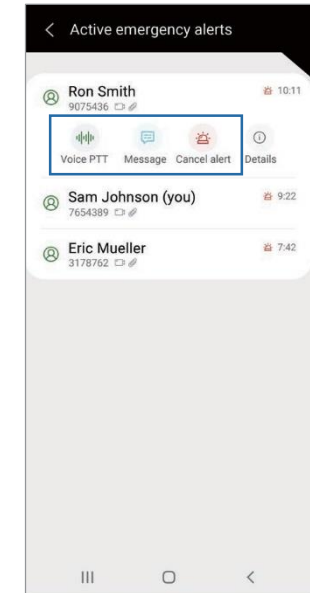 Active emergency alerts
Ron Smith 10:11
9075436
Voice PTT Message Cancel alert Details
Sam Johnson (you) 9:22
7654389
Eric Mueller 7:42
3178762